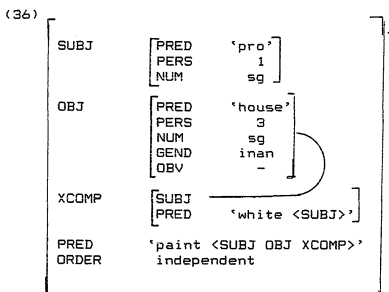 (36)
SUBJ PRED 'pro'
PERS 1
NUM sg
OBJ PRED 'house'
PERS 3
NUM sg
GEND inan
OBV -
XCOMP SUBJ
PRED 'white <SUBJ>'
PRED 'paint <SUBJ OBJ XCOMP>'
ORDER independent